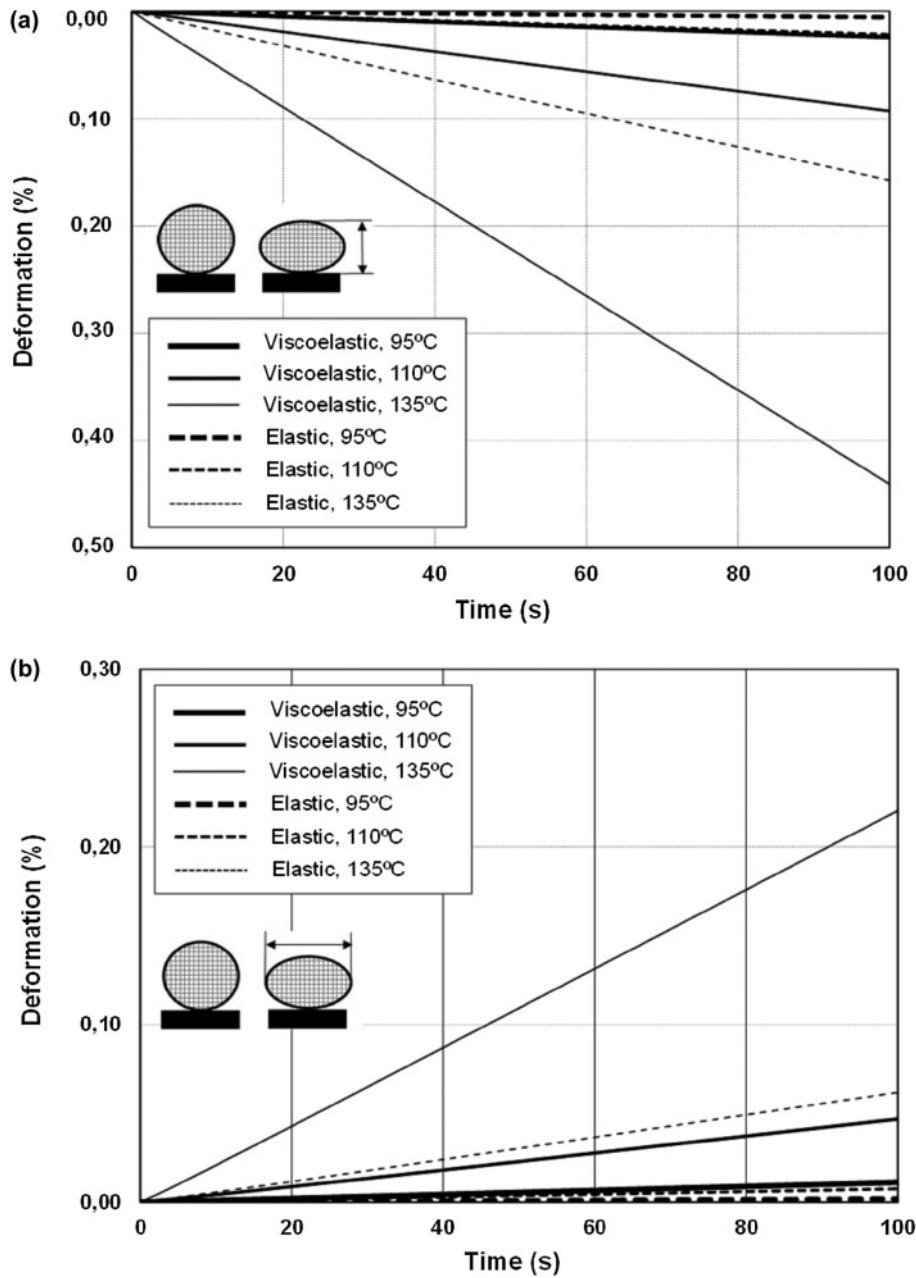 (a)
0,00
0,10
0,20
0,30
0,40
0,50
Deformation (%)
Viscoelastic, 95ºC
Viscoelastic, 110ºC
Viscoelastic, 135ºC
Elastic, 95ºC
Elastic, 110ºC
Elastic, 135ºC
0 20 40 60 80 100
Time (s)
(b)
0,30
0,20
0,10
0,00
Deformation (%)
Viscoelastic, 95ºC
Viscoelastic, 110ºC
Viscoelastic, 135ºC
Elastic, 95ºC
Elastic, 110ºC
Elastic, 135ºC
0 20 40 60 80 100
Time (s)